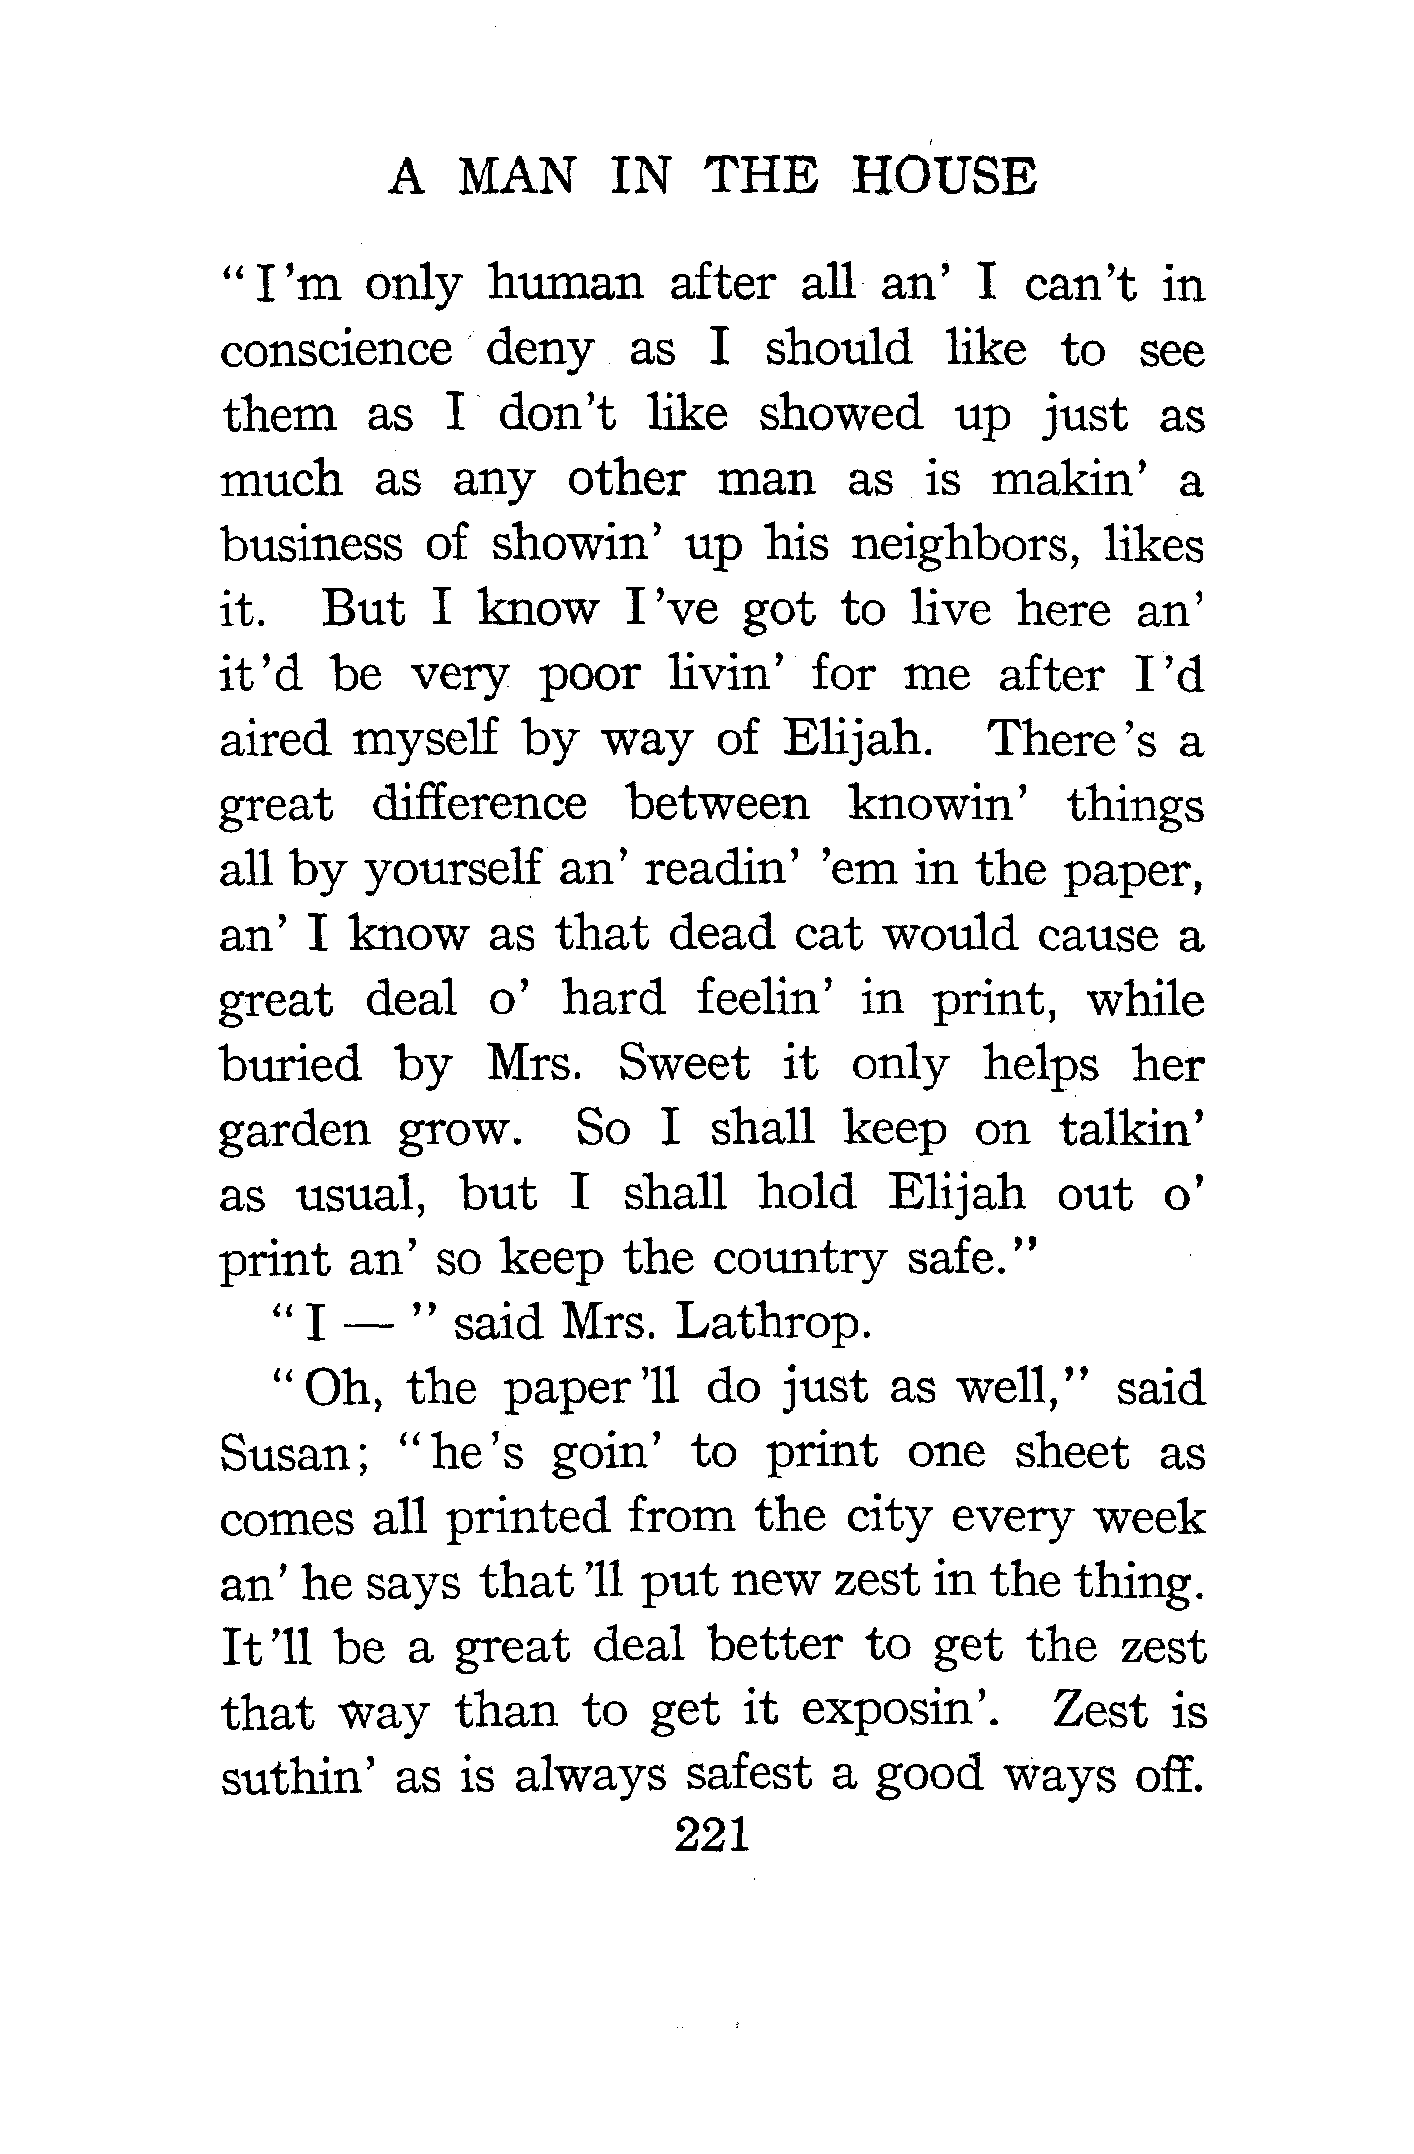 A MAN IN THE HOUSE
"I'm only human after all an' I can't in
conscience deny as I should like to see
them as I don't like showed up just as
much as any other man as is makin' a
business of showin' up his neighbors, likes
it. But I know I've got to live here an'
it'd be very poor livin' for me after I'd
aired myself by way of Elijah. There's a
great difference between knowin' things
all by yourself an' readin' 'em in the paper,
an' I know as that dead cat would cause a
great deal o' hard feelin' in print, while
buried by Mrs. Sweet it only helps her
garden grow. So I shall keep on talkin'
as usual, but I shall hold Elijah out o'
print an' so keep the country safe."
"I — " said Mrs. Lathrop.
"Oh, the paper'll do just as well," said
Susan; "he's goin' to print one sheet as
comes all printed from the city every week
an' he says that'll put new zest in the thing.
It'll be a great deal better to get the zest
that way than to get it exposin'. Zest is
suthin' as is always safest a good ways off.
221